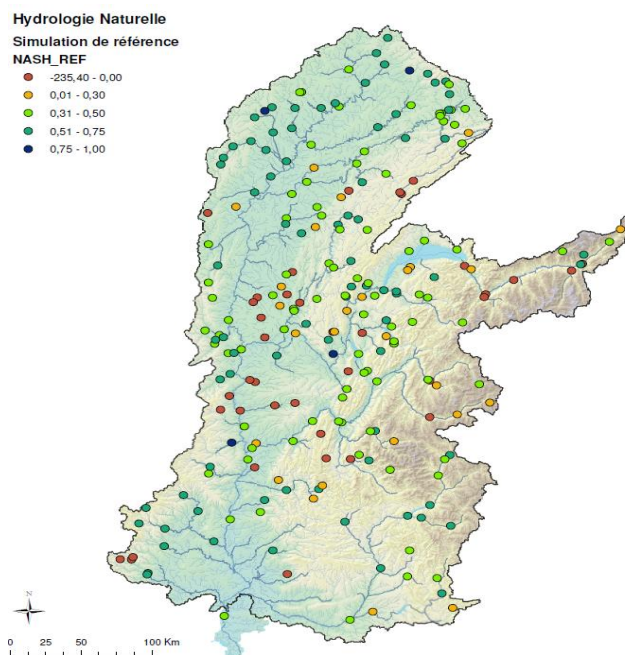 Hydrologie Naturelle
Simulation de référence
NASH_REF
-235,40 - 0,00
0,01 - 0,30
0,31 - 0,50
0,51 - 0,75
0,75 - 1,00
N
0 25 50 100 Km